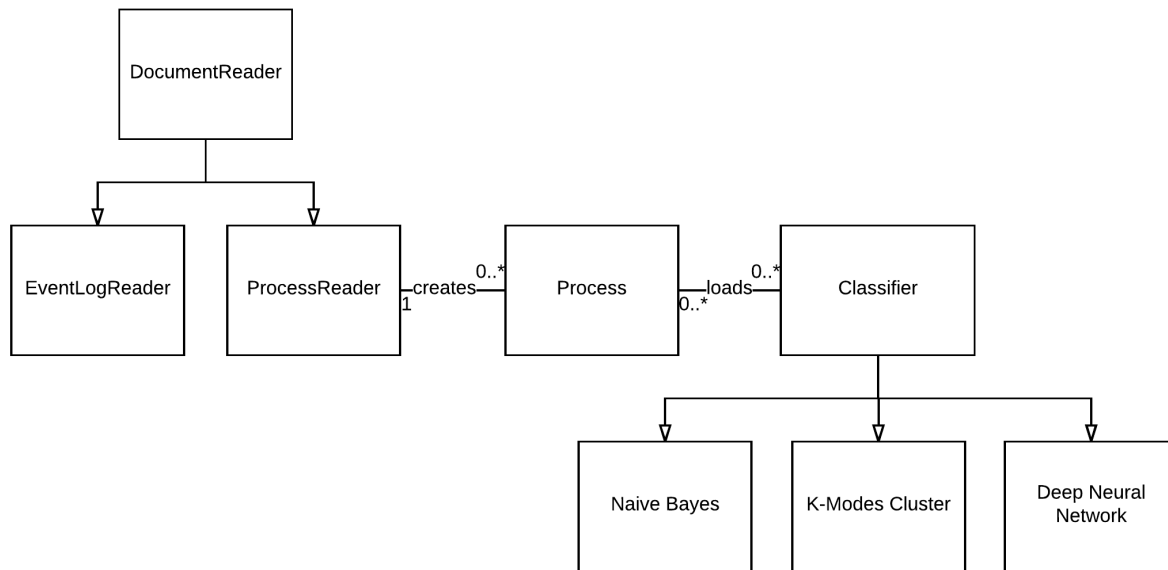 DocumentReader
EventLogReader
ProcessReader
creates
1
0..*
Process
loads
0..*
0..*
Classifier
Naive Bayes
K-Modes Cluster
Deep Neural
Network